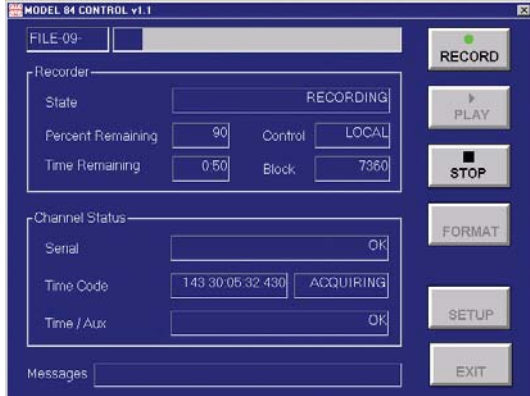 MODEL 84 CONTROL v1.1
FILE-09-
RECORD
Recorder
State RECORDING
PLAY
Percent Remaining 90 Control LOCAL
Time Remaining 0:50 Block 7360
STOP
Channel Status
FORMAT
Serial OK
Time Code 143 30:05:32 430 ACQUIRING
SETUP
Time / Aux OK
Messages
EXIT